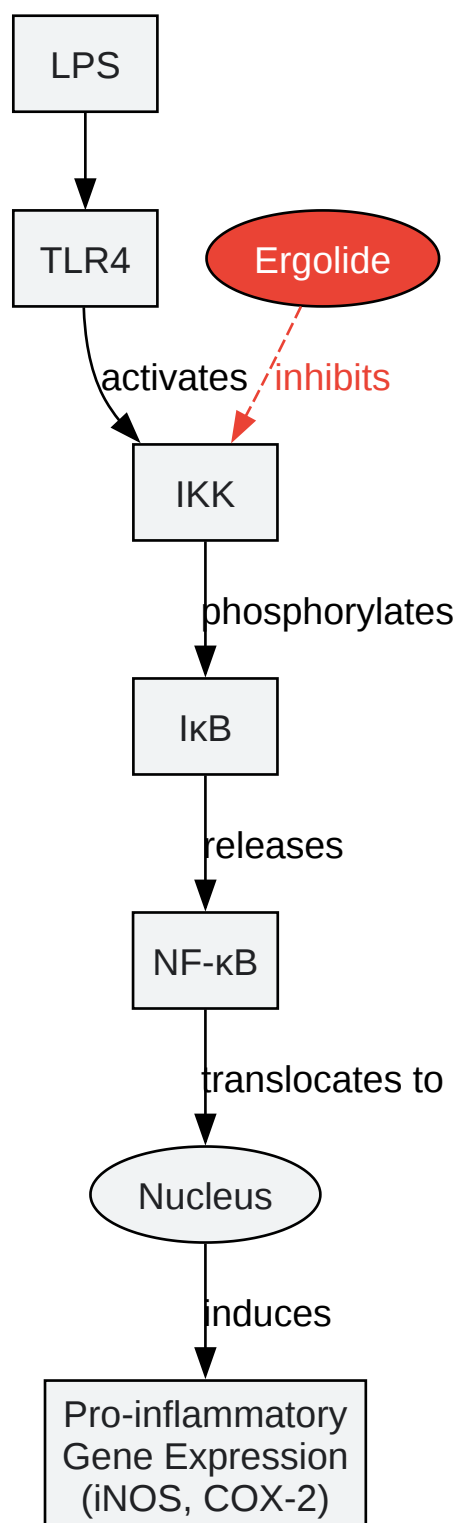 LPS
TLR4
Ergolide
activates
inhibits
IKK
phosphorylates
IκB
releases
NF-κB
translocates to
Nucleus
induces
Pro-inflammatory
Gene Expression
(iNOS, COX-2)